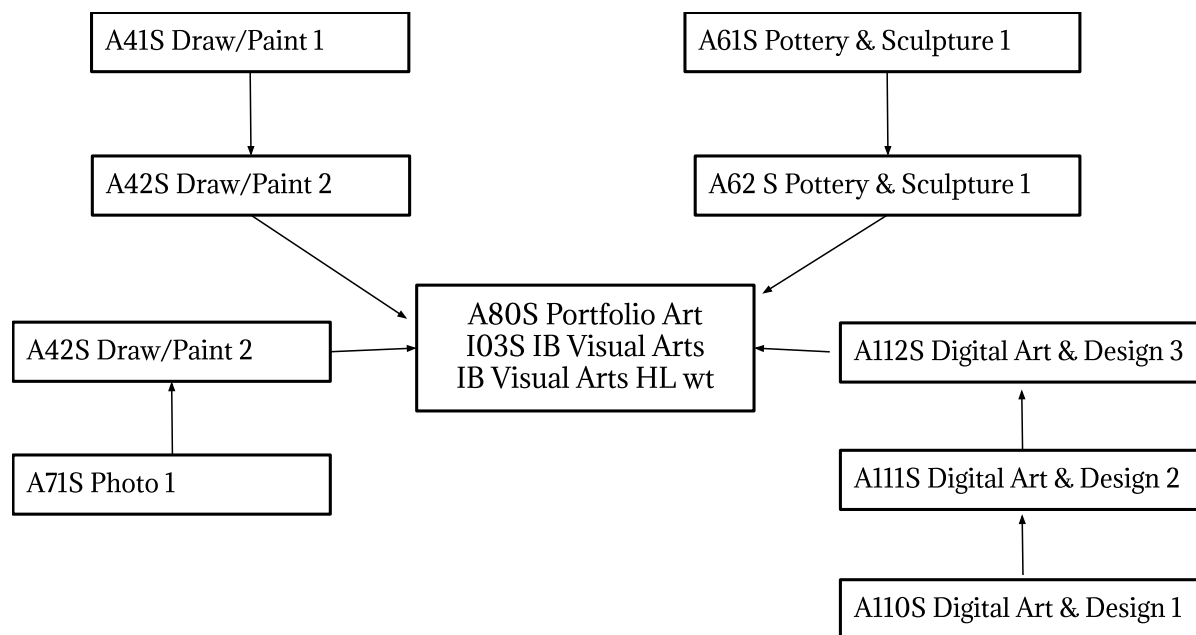 A41S Draw/Paint 1
A61S Pottery & Sculpture 1
A42S Draw/Paint 2
A62 S Pottery & Sculpture 1
A80S Portfolio Art
I03S IB Visual Arts
IB Visual Arts HL wt
A42S Draw/Paint 2
A112S Digital Art & Design 3
A71S Photo 1
A111S Digital Art & Design 2
A110S Digital Art & Design 1